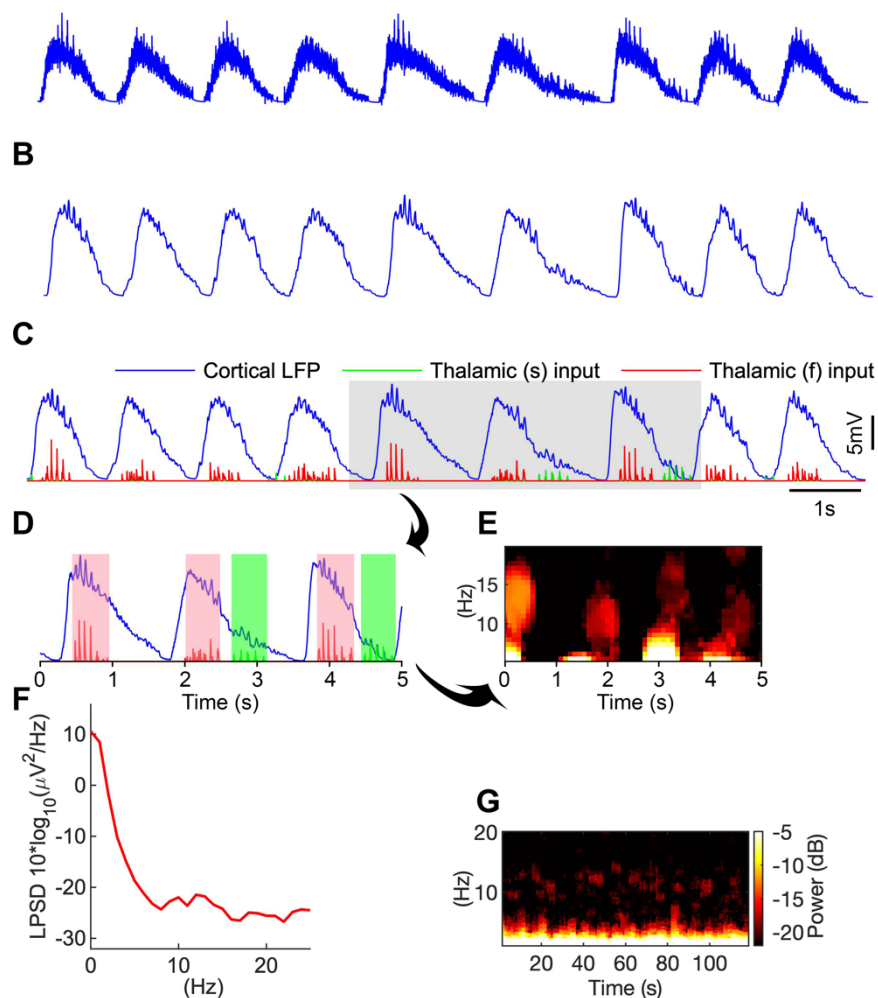 B
C
Cortical LFP Thalamic (s) input Thalamic (f) input
5mV
1s
D
E
0 1 2 3 4 5
Time (s)
(Hz)
15
10
0 1 2 3 4 5
Time (s)
F
LPSD 10*log10(μV2/Hz)
10
0
-10
-20
-30
0 10 20
(Hz)
G
(Hz)
20
10
20 40 60 80 100
Time (s)
-5
-10
-15
-20
Power (dB)